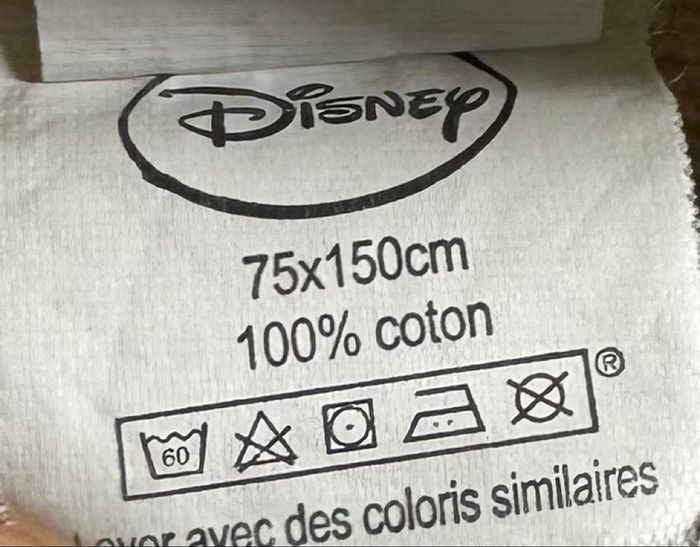 Disney
75x150cm
100% coton
60
®
avec des coloris similaires